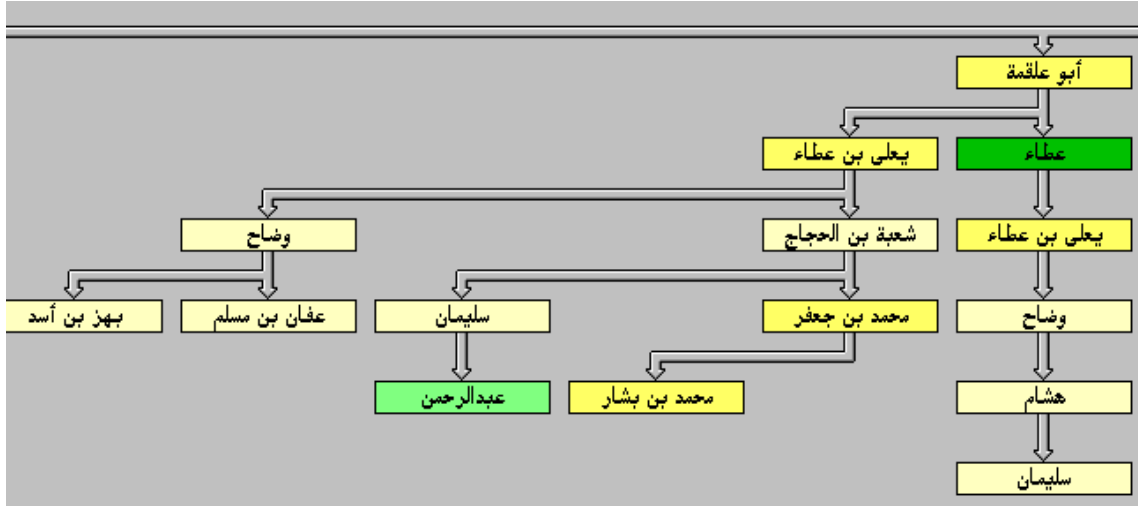 أبو علقمة
عطاء
يعلى بن عطاء
يعلى بن عطاء
شعبة بن الحجاج
وضاح
وضاح
محمد بن جعفر
سليمان
عفان بن مسلم
بهز بن أسد
هشام
محمد بن بشار
عبدالرحمن
سليمان